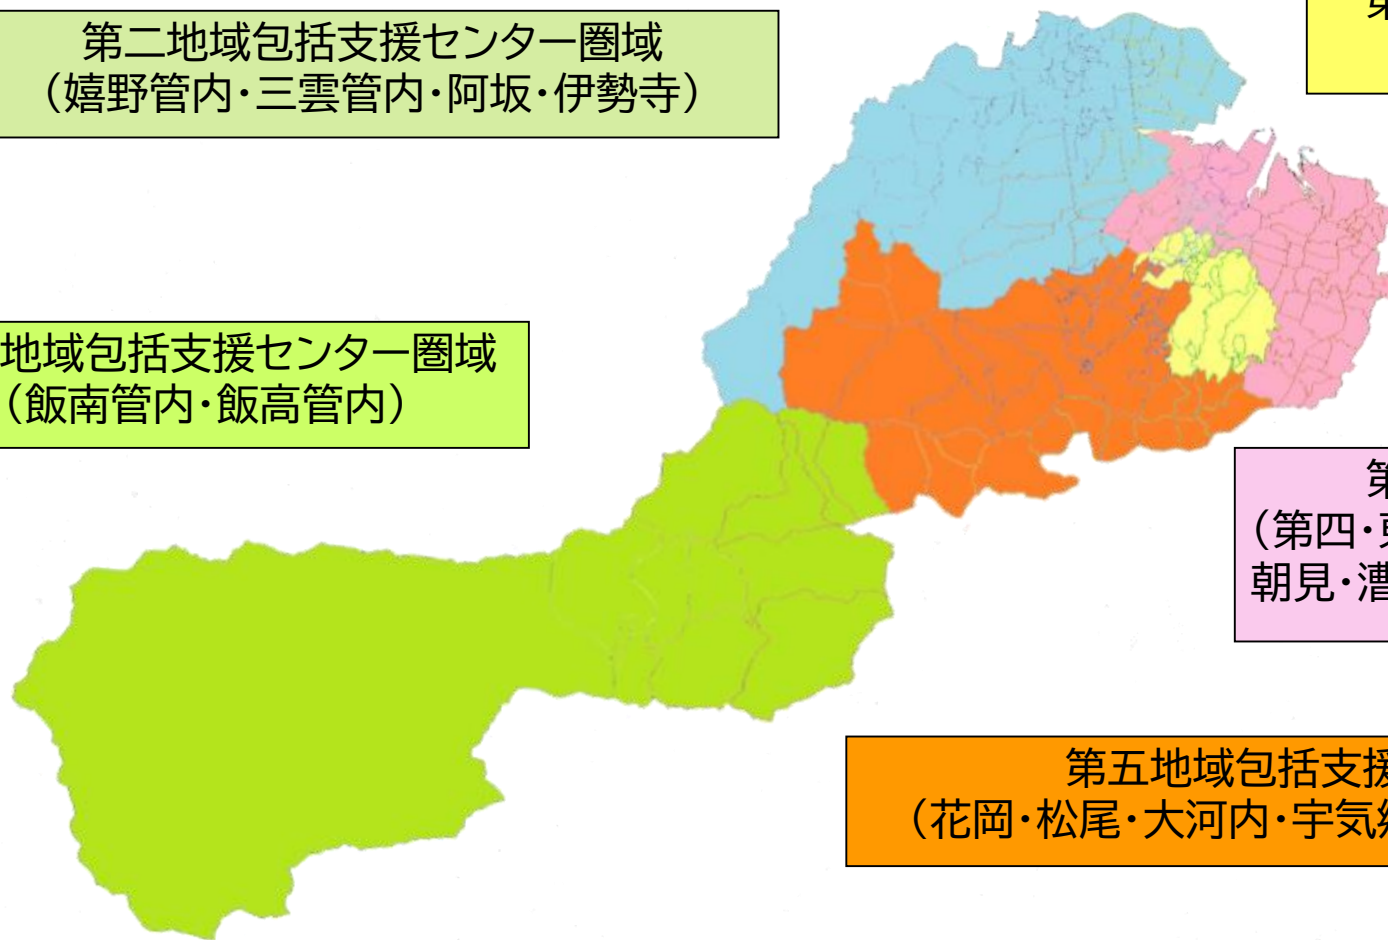 第二地域包括支援センター圏域
（嬉野管内・三雲管内・阿坂・伊勢寺）
地域包括支援センター圏域
（飯南管内・飯高管内）
第
（第四・
朝見・漕
第五地域包括支援
（花岡・松尾・大河内・宇気